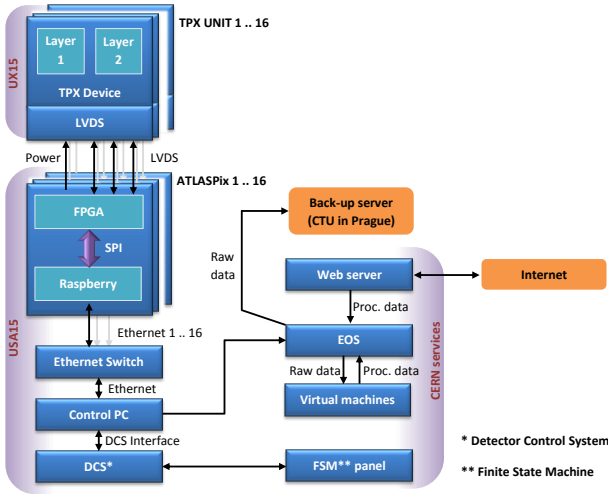 TPX UNIT 1 .. 16
UX15
Layer
1
Layer
2
TPX Device
LVDS
Power
LVDS
ATLASPix 1 .. 16
USA15
FPGA
SPI
Raspberry
Ethernet 1 .. 16
Ethernet Switch
Ethernet
Control PC
DCS Interface
DCS*
Back-up server
(CTU in Prague)
Raw
data
Web server
Internet
Proc. data
EOS
Raw data
Proc. data
Virtual machines
CERN services
FSM** panel
* Detector Control System
** Finite State Machine